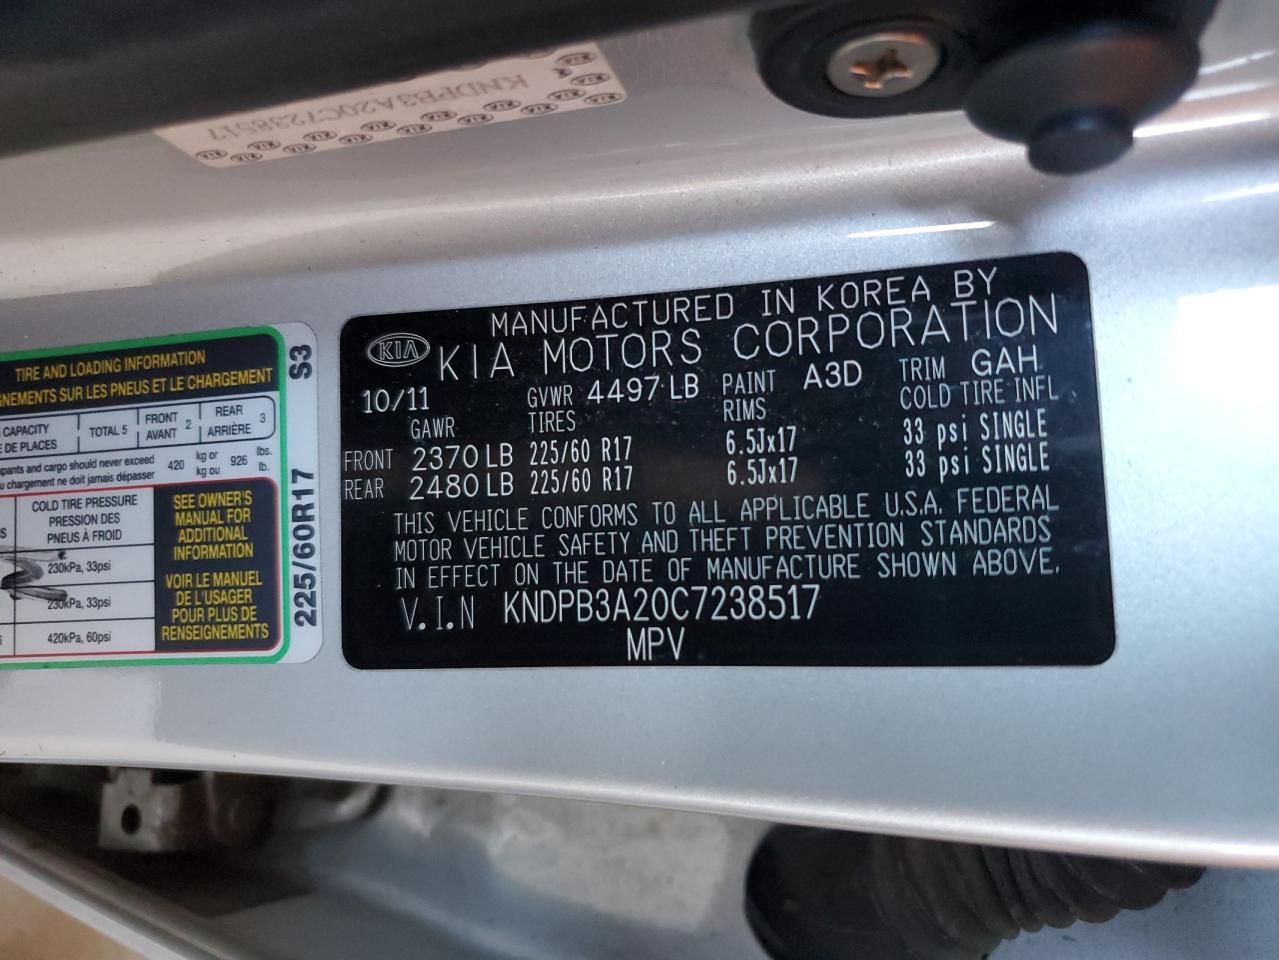 KNDPB3A20C7238517
KIA
TIRE AND LOADING INFORMATION
NEMENTS SUR LES PNEUS ET LE CHARGEMENT
CAPACITY
DE PLACES
TOTAL 5
FRONT
AVANT
2
REAR
ARRIÈRE
3
upants and cargo should never exceed
u chargement ne doit jamais dépasser
420
kg or
kg ou
926
lbs.
lb.
COLD TIRE PRESSURE
PRESSION DES
PNEUS À FROID
230kPa, 33psi
230kPa, 33psi
420kPa, 60psi
SEE OWNER'S
MANUAL FOR
ADDITIONAL
INFORMATION
VOIR LE MANUEL
DE L'USAGER
POUR PLUS DE
RENSEIGNEMENTS
225/60R17 S3
MANUFACTURED IN KOREA BY
KIA KIA MOTORS CORPORATION
10/11 GVWR 4497 LB PAINT A3D TRIM GAH
GAWR TIRES RIMS COLD TIRE INFL
FRONT 2370 LB 225/60 R17 6.5Jx17 33 psi SINGLE
REAR 2480 LB 225/60 R17 6.5Jx17 33 psi SINGLE
THIS VEHICLE CONFORMS TO ALL APPLICABLE U.S.A. FEDERAL
MOTOR VEHICLE SAFETY AND THEFT PREVENTION STANDARDS
IN EFFECT ON THE DATE OF MANUFACTURE SHOWN ABOVE.
V.I.N KNDPB3A20C7238517
MPV